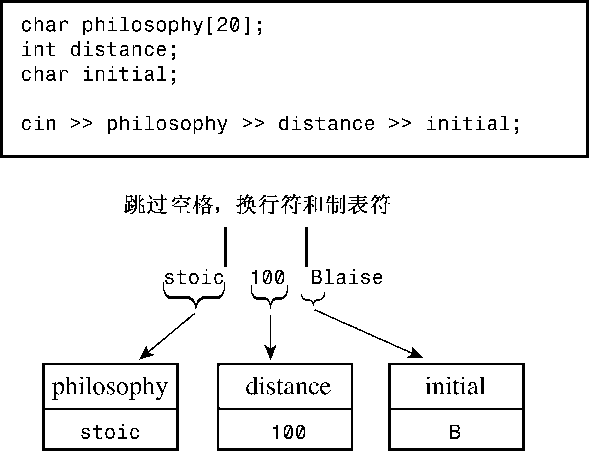 char philosophy[20];
int distance;
char initial;
cin >> philosophy >> distance >> initial;
跳过空格，换行符和制表符
stoic 100 Blaise
philosophy distance initial
stoic 100 B